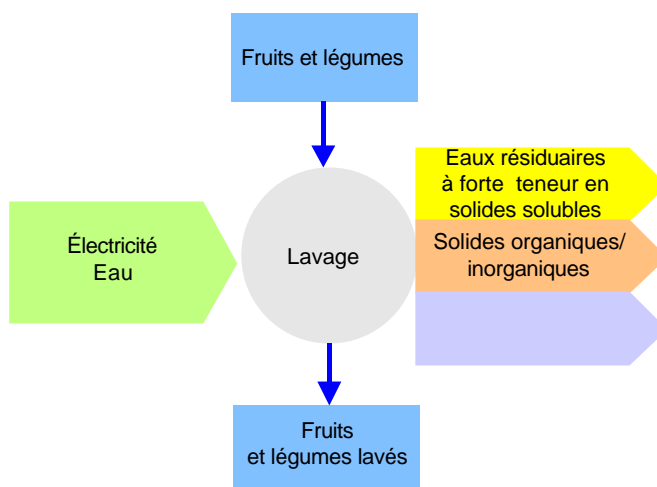 Fruits et légumes
Eaux résiduaires
à forte teneur en
solides solubles
Électricité
Eau
Lavage
Solides organiques/
inorganiques
Fruits
et légumes lavés